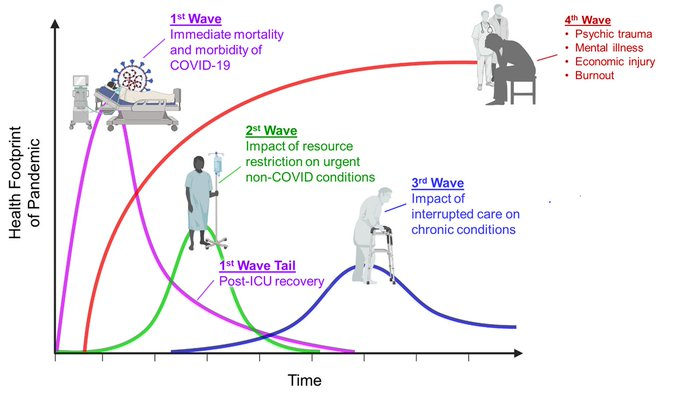 1st Wave
Immediate mortality
and morbidity of
COVID-19
4th Wave
• Psychic trauma
• Mental illness
• Economic injury
• Burnout
2st Wave
Impact of resource
restriction on urgent
non-COVID conditions
3rd Wave
Impact of
interrupted care on
chronic conditions
Health Footprint
of Pandemic
1st Wave Tail
Post-ICU recovery
Time